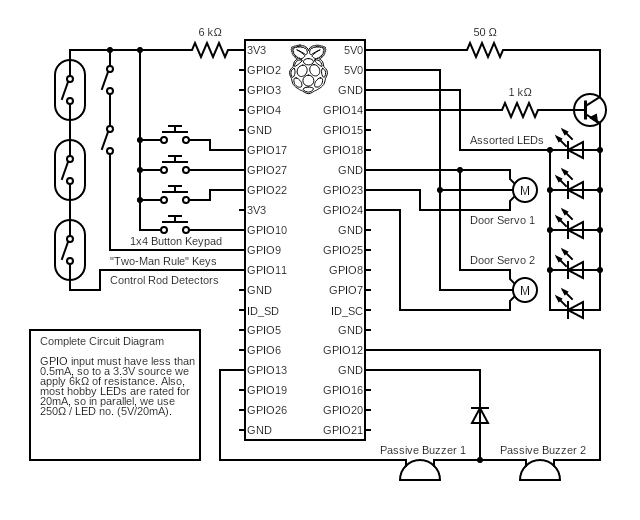 6 kΩ
50 Ω
3V3 5V0
GPIO2 5V0
GPIO3 GND
GPIO4 GPIO14
1 kΩ
GND GPIO15
GPIO17 GPIO18
Assorted LEDs
GPIO27 GND
GPIO22 GPIO23
M
3V3 GPIO24
Door Servo 1
GPIO10 GND
1x4 Button Keypad
GPIO9 GPIO25
"Two-Man Rule" Keys
Door Servo 2
GPIO11 GPIO8
Control Rod Detectors
GND GPIO7
M
ID_SD ID_SC
GPIO5 GND
GPIO6 GPIO12
GPIO13 GND
GPIO19 GPIO16
GPIO26 GPIO20
GND GPIO21
Complete Circuit Diagram
GPIO input must have less than
0.5mA, so to a 3.3V source we
apply 6kΩ of resistance. Also,
most hobby LEDs are rated for
20mA, so in parallel, we use
250Ω / LED no. (5V/20mA).
Passive Buzzer 1
Passive Buzzer 2